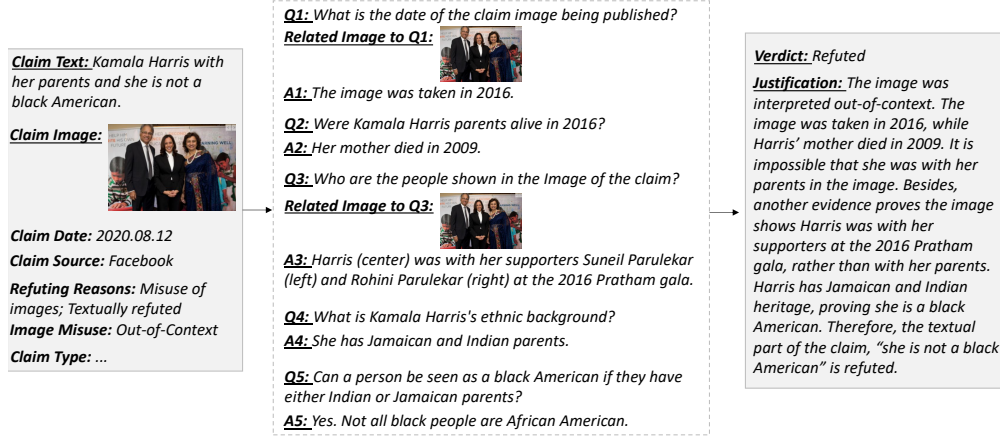 Claim Text: Kamala Harris with
her parents and she is not a
black American.
Claim Image:
Claim Date: 2020.08.12
Claim Source: Facebook
Refuting Reasons: Misuse of
images; Textually refuted
Image Misuse: Out-of-Context
Claim Type: ...
Q1: What is the date of the claim image being published?
Related Image to Q1:
A1: The image was taken in 2016.
Q2: Were Kamala Harris parents alive in 2016?
A2: Her mother died in 2009.
Q3: Who are the people shown in the Image of the claim?
Related Image to Q3:
A3: Harris (center) was with her supporters Suneil Parulekar
(left) and Rohini Parulekar (right) at the 2016 Pratham gala.
Q4: What is Kamala Harris's ethnic background?
A4: She has Jamaican and Indian parents.
Q5: Can a person be seen as a black American if they have
either Indian or Jamaican parents?
A5: Yes. Not all black people are African American.
Verdict: Refuted
Justification: The image was
interpreted out-of-context. The
image was taken in 2016, while
Harris' mother died in 2009. It is
impossible that she was with her
parents in the image. Besides,
another evidence proves the image
shows Harris was with her
supporters at the 2016 Pratham
gala, rather than with her parents.
Harris has Jamaican and Indian
heritage, proving she is a black
American. Therefore, the textual
part of the claim, “she is not a black
American” is refuted.